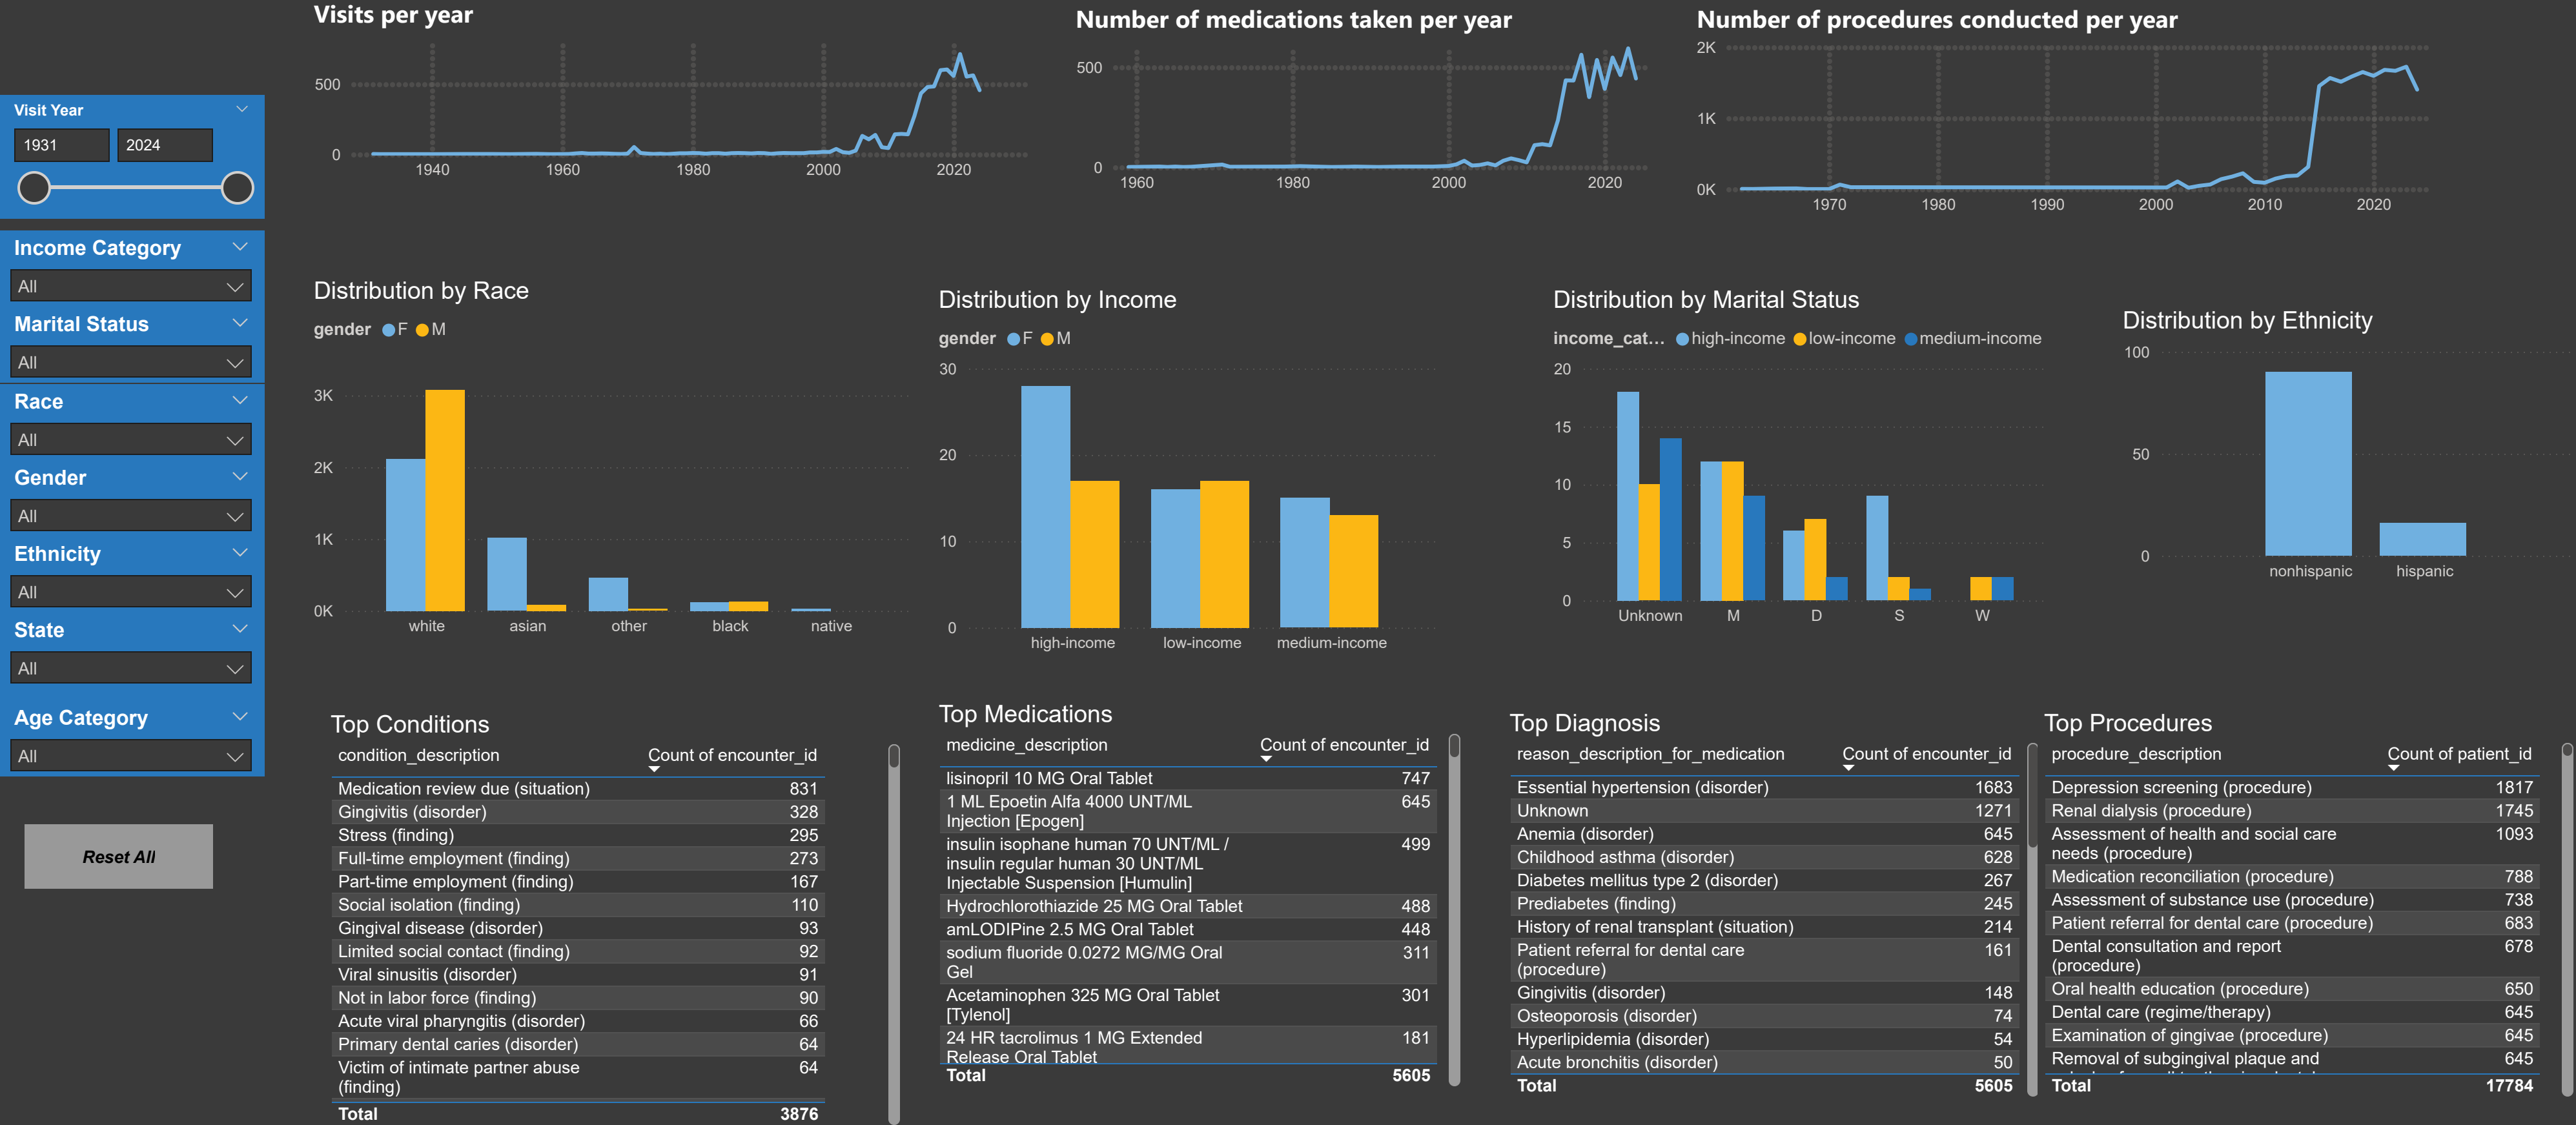 Visits per year
500
0
1940
1960
1980
2000
2020
Number of medications taken per year
500
0
1960
1980
2000
2020
Number of procedures conducted per year
2K
1K
0K
1970
1980
1990
2000
2010
2020
Visit Year
1931
2024
Income Category
All
Marital Status
All
Race
All
Gender
All
Ethnicity
All
State
All
Age Category
All
Reset All
Distribution by Race
gender F M
3K
2K
1K
0K
white
asian
other
black
native
Distribution by Income
gender F M
30
20
10
0
high-income
low-income
medium-income
Distribution by Marital Status
income_cat... high-income low-income medium-income
20
15
10
5
0
Unknown
M
D
S
W
Distribution by Ethnicity
100
50
0
nonhispanic
hispanic
Top Conditions
condition_description Count of encounter_id
Medication review due (situation) 831
Gingivitis (disorder) 328
Stress (finding) 295
Full-time employment (finding) 273
Part-time employment (finding) 167
Social isolation (finding) 110
Gingival disease (disorder) 93
Limited social contact (finding) 92
Viral sinusitis (disorder) 91
Not in labor force (finding) 90
Acute viral pharyngitis (disorder) 66
Primary dental caries (disorder) 64
Victim of intimate partner abuse 64
(finding)
Total 3876
Top Medications
medicine_description Count of encounter_id
lisinopril 10 MG Oral Tablet 747
1 ML Epoetin Alfa 4000 UNT/ML 645
Injection [Epogen]
insulin isophane human 70 UNT/ML / 499
insulin regular human 30 UNT/ML
Injectable Suspension [Humulin]
Hydrochlorothiazide 25 MG Oral Tablet 488
amLODIPine 2.5 MG Oral Tablet 448
sodium fluoride 0.0272 MG/MG Oral 311
Gel
Acetaminophen 325 MG Oral Tablet 301
[Tylenol]
24 HR tacrolimus 1 MG Extended 181
Release Oral Tablet
Total 5605
Top Diagnosis
reason_description_for_medication Count of encounter_id
Essential hypertension (disorder) 1683
Unknown 1271
Anemia (disorder) 645
Childhood asthma (disorder) 628
Diabetes mellitus type 2 (disorder) 267
Prediabetes (finding) 245
History of renal transplant (situation) 214
Patient referral for dental care 161
(procedure)
Gingivitis (disorder) 148
Osteoporosis (disorder) 74
Hyperlipidemia (disorder) 54
Acute bronchitis (disorder) 50
Total 5605
Top Procedures
procedure_description Count of patient_id
Depression screening (procedure) 1817
Renal dialysis (procedure) 1745
Assessment of health and social care 1093
needs (procedure)
Medication reconciliation (procedure) 788
Assessment of substance use (procedure) 738
Patient referral for dental care (procedure) 683
Dental consultation and report 678
(procedure)
Oral health education (procedure) 650
Dental care (regime/therapy) 645
Examination of gingivae (procedure) 645
Removal of subgingival plaque and 645
Total 17784